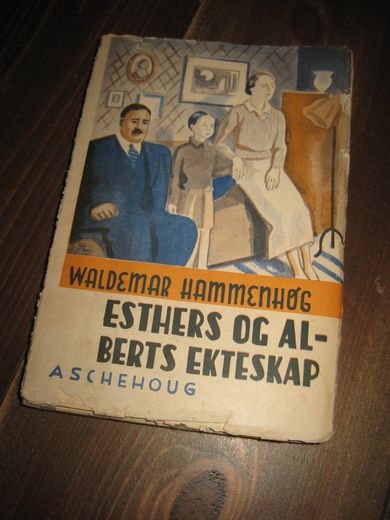 WALDEMAR HAMMENHØG
ESTHERS OG AL-
BERTS EKTESKAP
ASCHEHOUG